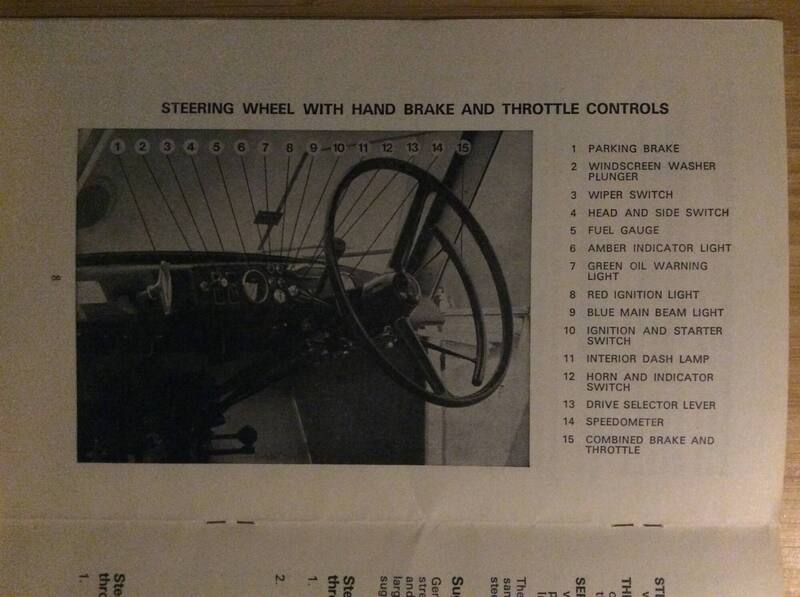 STEERING WHEEL WITH HAND BRAKE AND THROTTLE CONTROLS
1 2 3 4 5 6 7 8 9 10 11 12 13 14 15
1 PARKING BRAKE
2 WINDSCREEN WASHER
PLUNGER
3 WIPER SWITCH
4 HEAD AND SIDE SWITCH
5 FUEL GAUGE
6 AMBER INDICATOR LIGHT
7 GREEN OIL WARNING
LIGHT
8 RED IGNITION LIGHT
9 BLUE MAIN BEAM LIGHT
10 IGNITION AND STARTER
SWITCH
11 INTERIOR DASH LAMP
12 HORN AND INDICATOR
SWITCH
13 DRIVE SELECTOR LEVER
14 SPEEDOMETER
15 COMBINED BRAKE AND
THROTTLE
8
1.
2.
1.